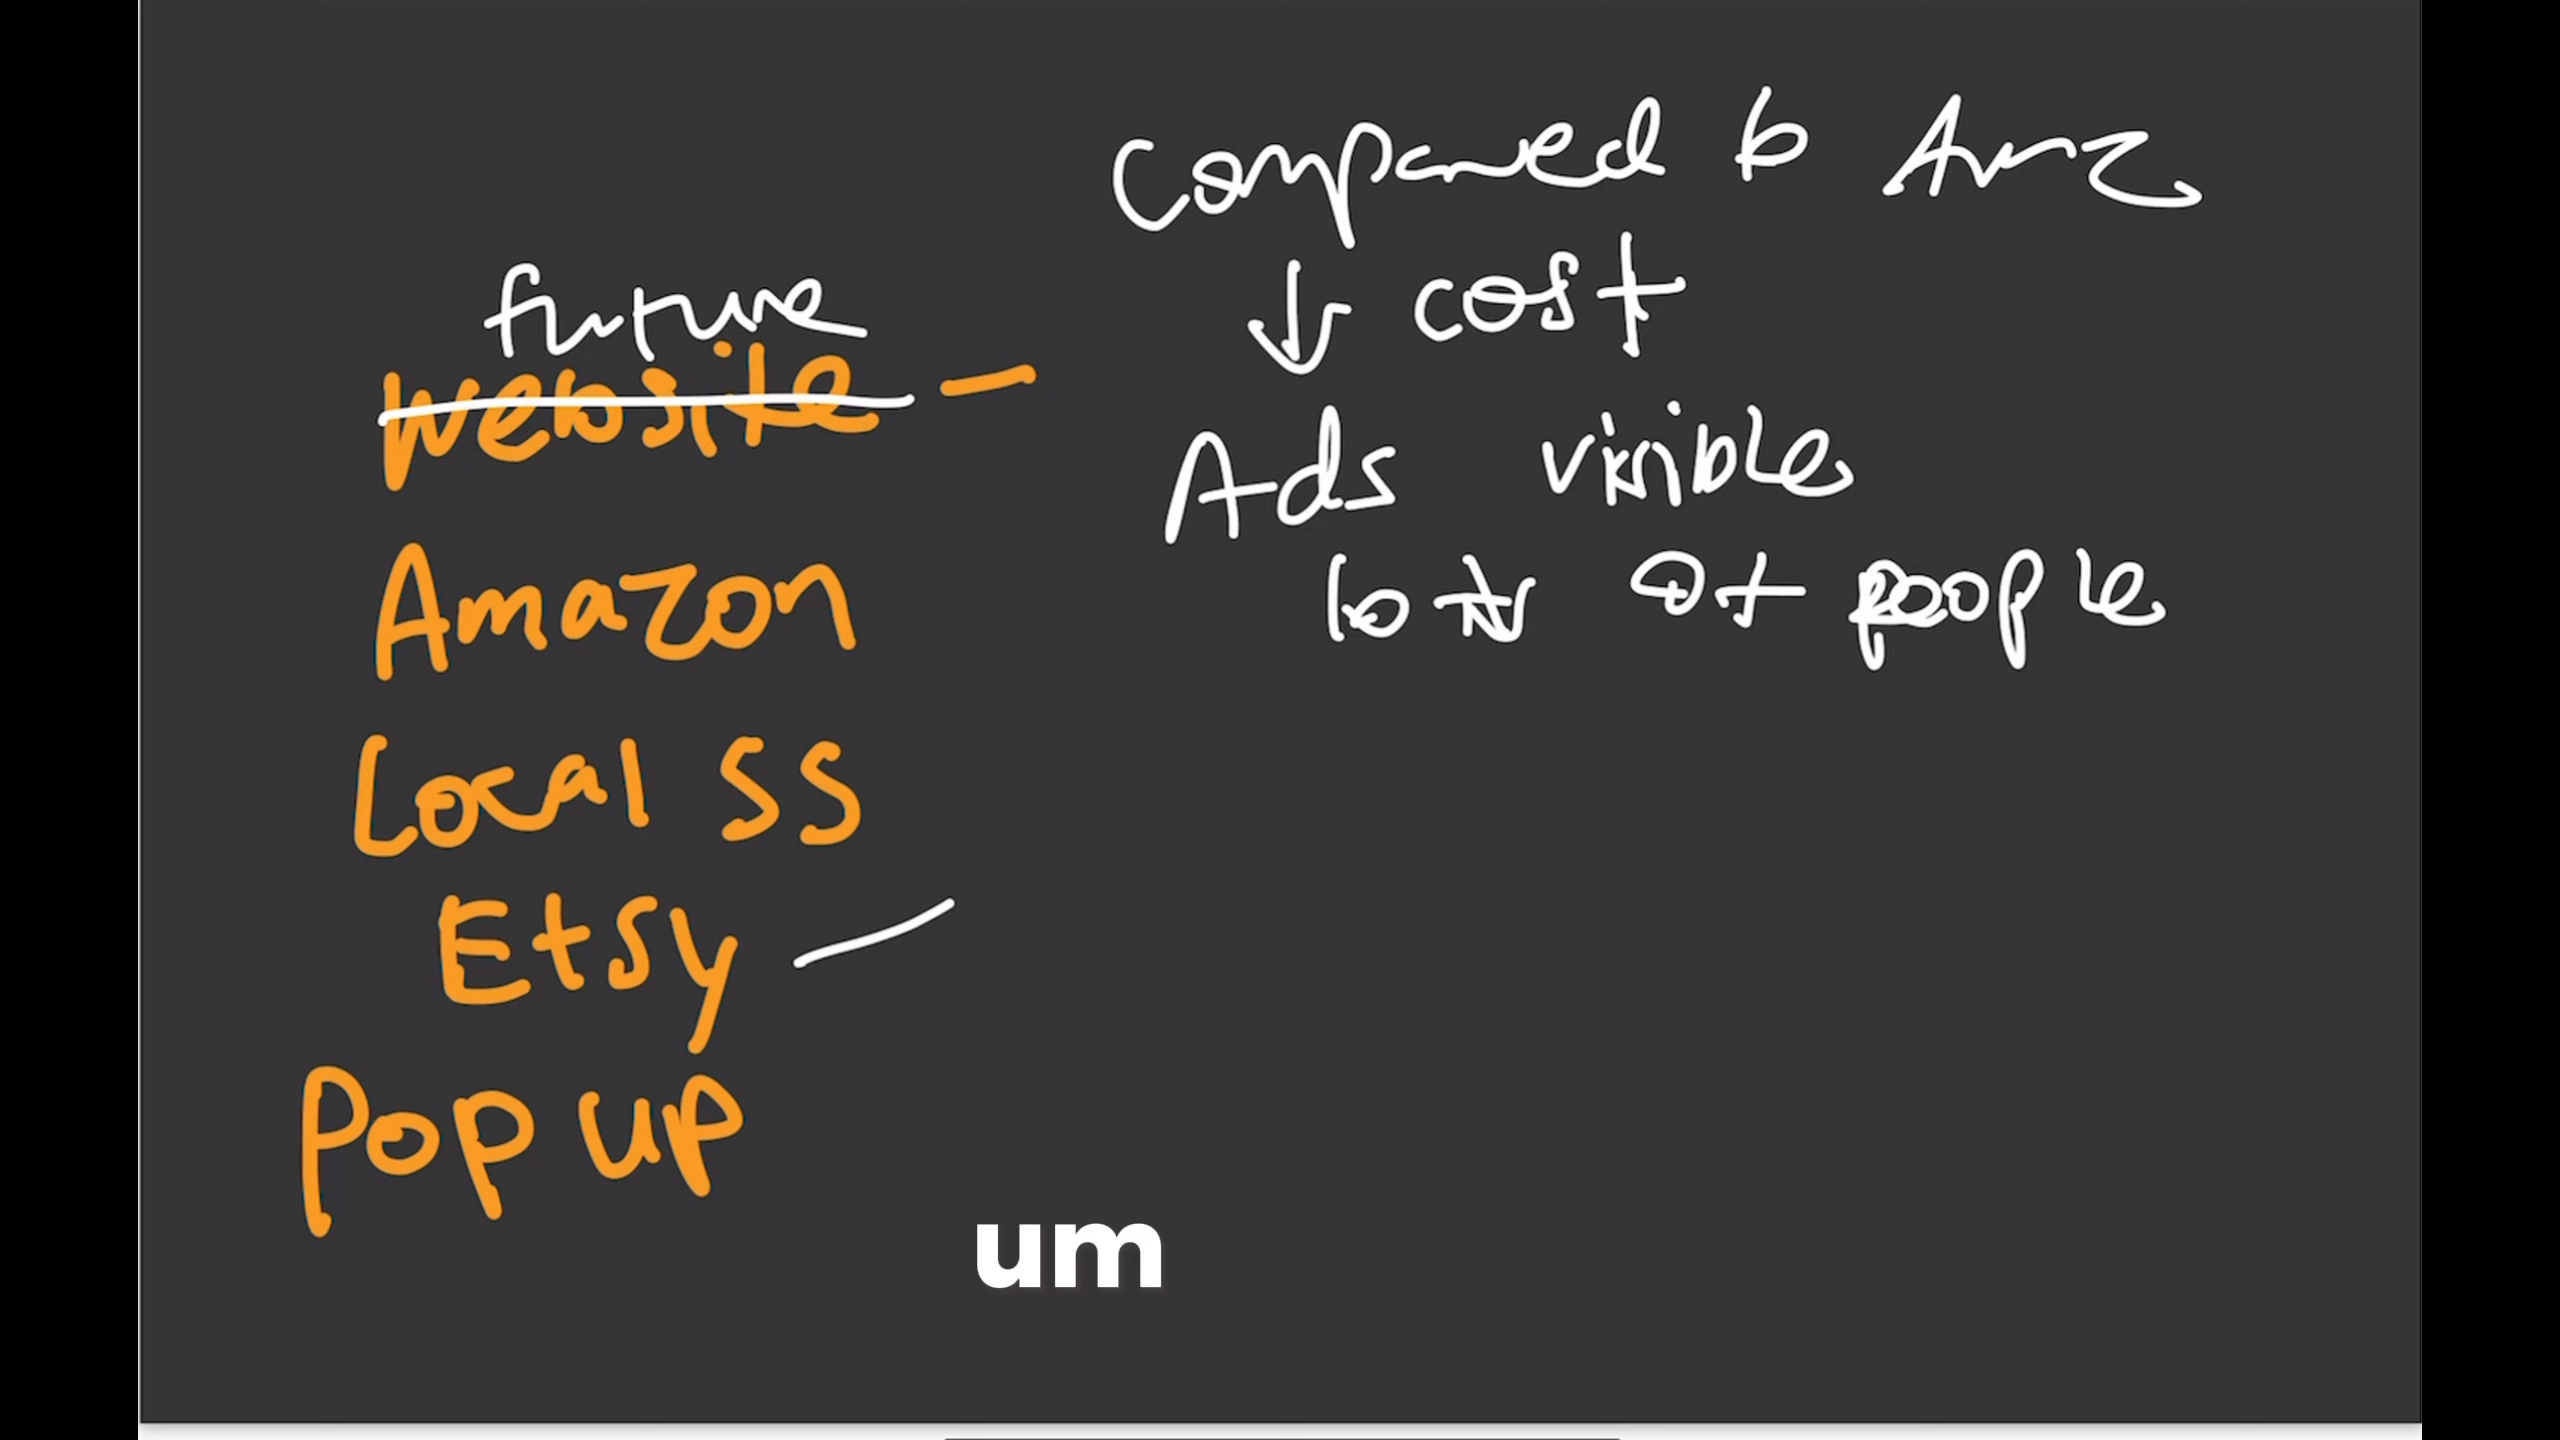 future
website -
Amazon
Local SS
Etsy -
Pop up
compared to Amz
↓ cost
Ads visible
lots of people
um